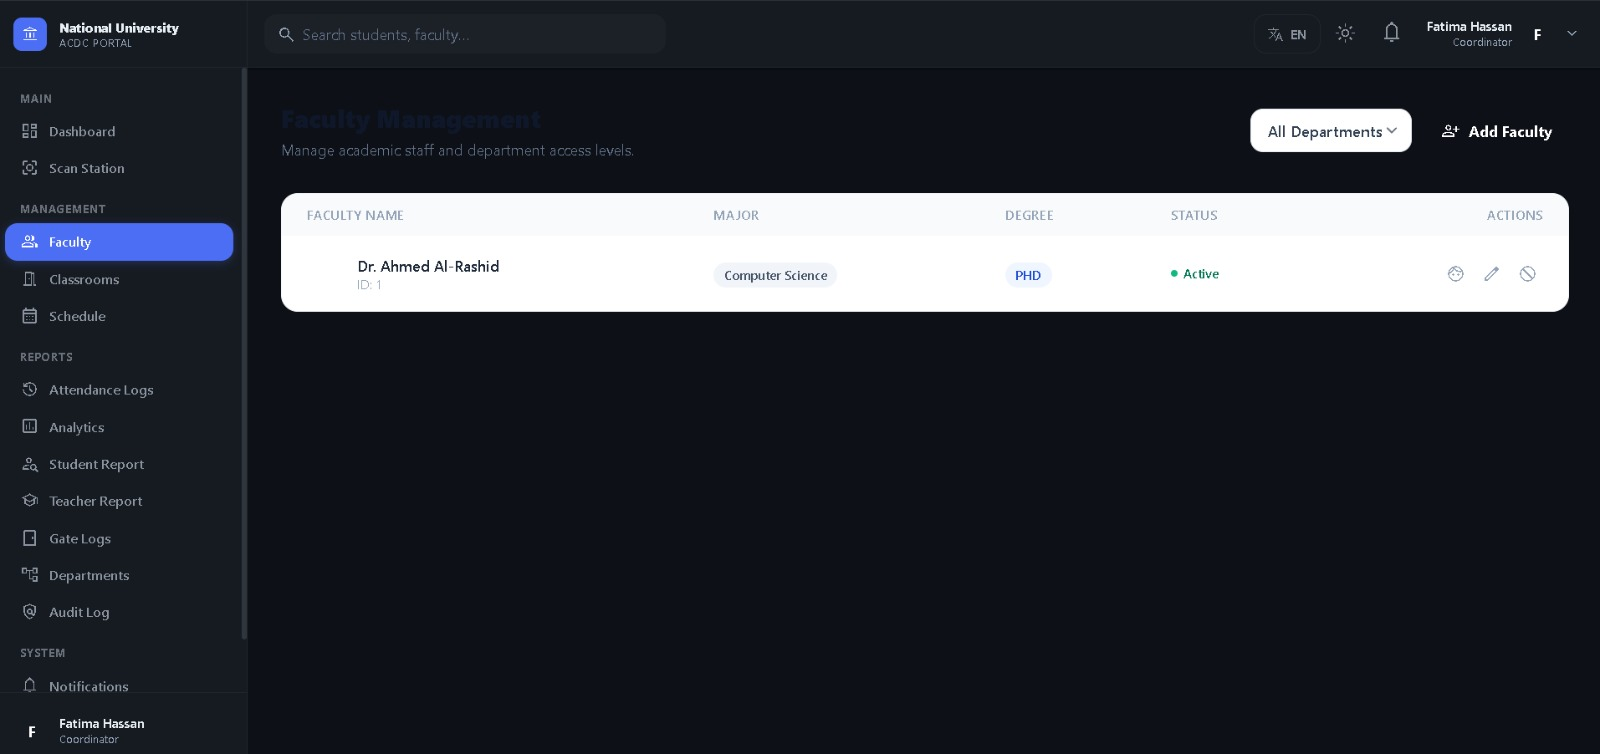 National University
ACDC PORTAL
Search students, faculty...
EN
Fatima Hassan
Coordinator
F
MAIN
Dashboard
Scan Station
MANAGEMENT
Faculty
Classrooms
Schedule
REPORTS
Attendance Logs
Analytics
Student Report
Teacher Report
Gate Logs
Departments
Audit Log
SYSTEM
Notifications
F
Fatima Hassan
Coordinator
Faculty Management
Manage academic staff and department access levels.
All Departments
Add Faculty
FACULTY NAME MAJOR DEGREE STATUS ACTIONS
Dr. Ahmed Al-Rashid Computer Science PHD Active
ID: 1